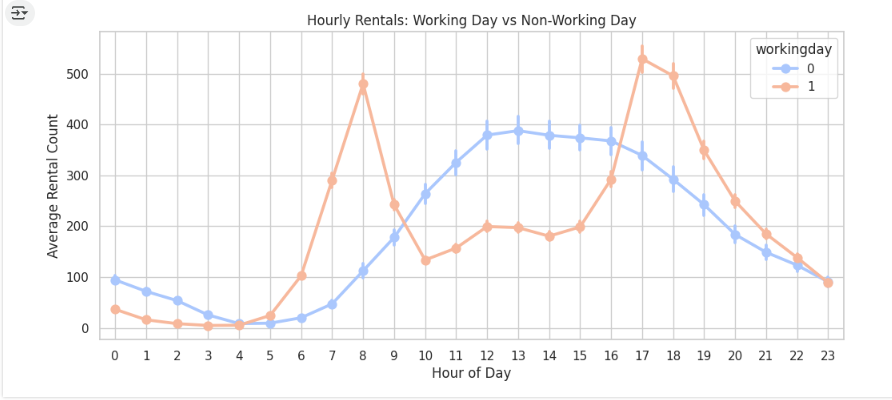 Hourly Rentals: Working Day vs Non-Working Day
workingday
0
1
Average Rental Count
500
400
300
200
100
0
0 1 2 3 4 5 6 7 8 9 10 11 12 13 14 15 16 17 18 19 20 21 22 23
Hour of Day